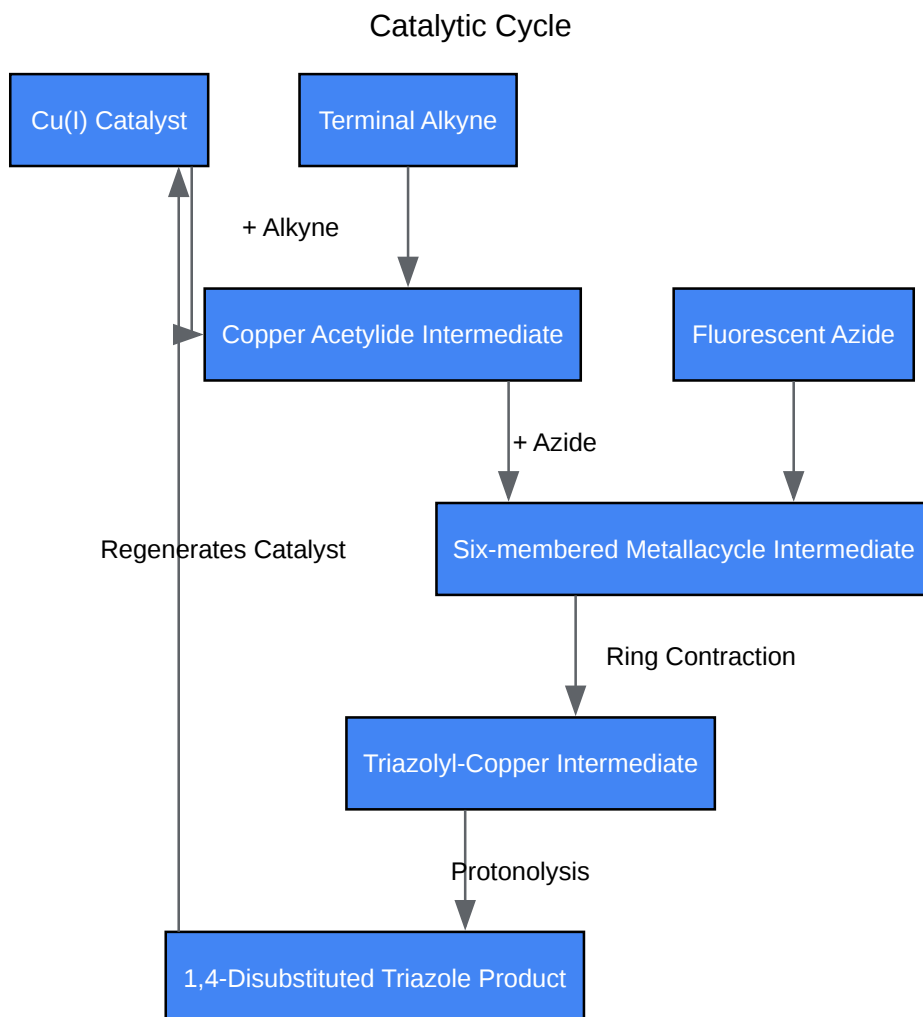 Catalytic Cycle
Cu(I) Catalyst
Terminal Alkyne
+ Alkyne
Copper Acetylide Intermediate
Fluorescent Azide
+ Azide
Regenerates Catalyst
Six-membered Metallacycle Intermediate
Ring Contraction
Triazolyl-Copper Intermediate
Protonolysis
1,4-Disubstituted Triazole Product